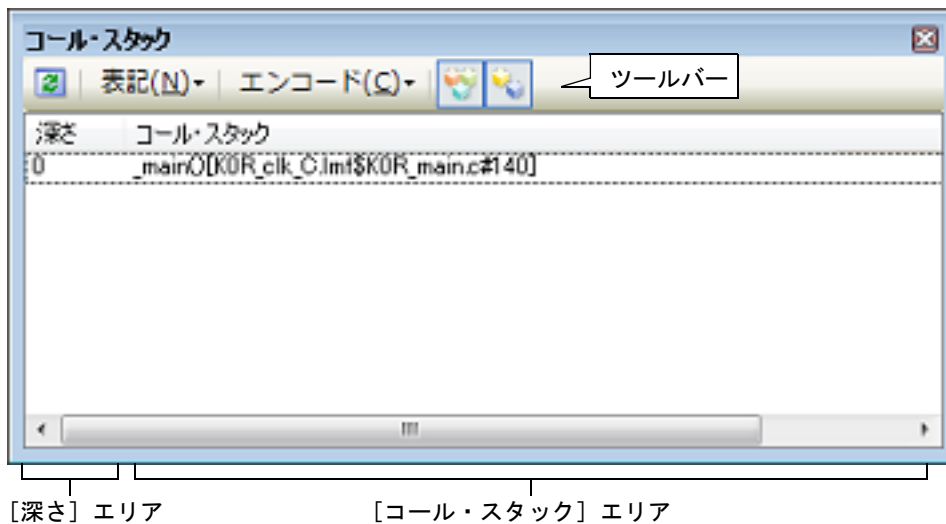 コール・スタック
表記(N) エンコード(C) ツールバー
深さ コール・スタック
0 _main()[K0R_clk_C.lmf$K0R_main.c#140]
[深さ] エリア [コール・スタック] エリア